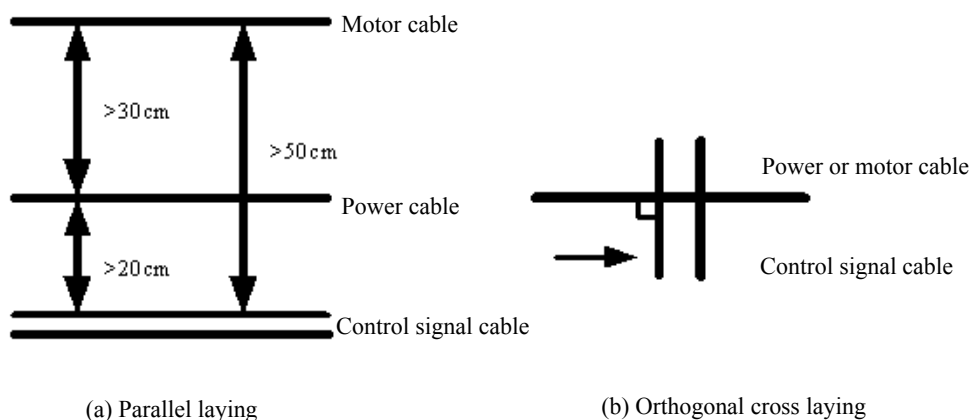 Motor cable
>30cm
>50cm
Power cable
>20cm
Control signal cable
(a) Parallel laying
Power or motor cable
Control signal cable
(b) Orthogonal cross laying